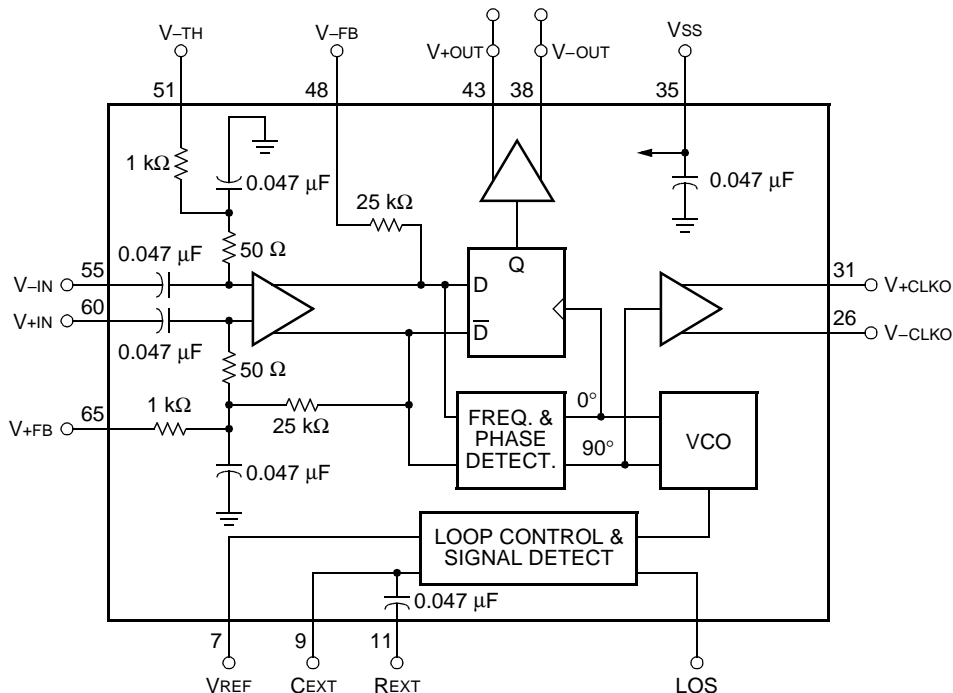 V–TH
V–FB
V+OUT
V–OUT
VSS
51
48
43
38
35
1 kΩ
0.047 µF
0.047 µF
25 kΩ
0.047 µF
50 Ω
Q
V–IN
55
D
31
V+CLKO
V+IN
60
D
26
V–CLKO
0.047 µF
50 Ω
1 kΩ
V+FB
65
25 kΩ
FREQ. &
PHASE
DETECT.
0°
90°
VCO
0.047 µF
LOOP CONTROL &
SIGNAL DETECT
0.047 µF
7
9
11
VREF
CEXT
REXT
LOS